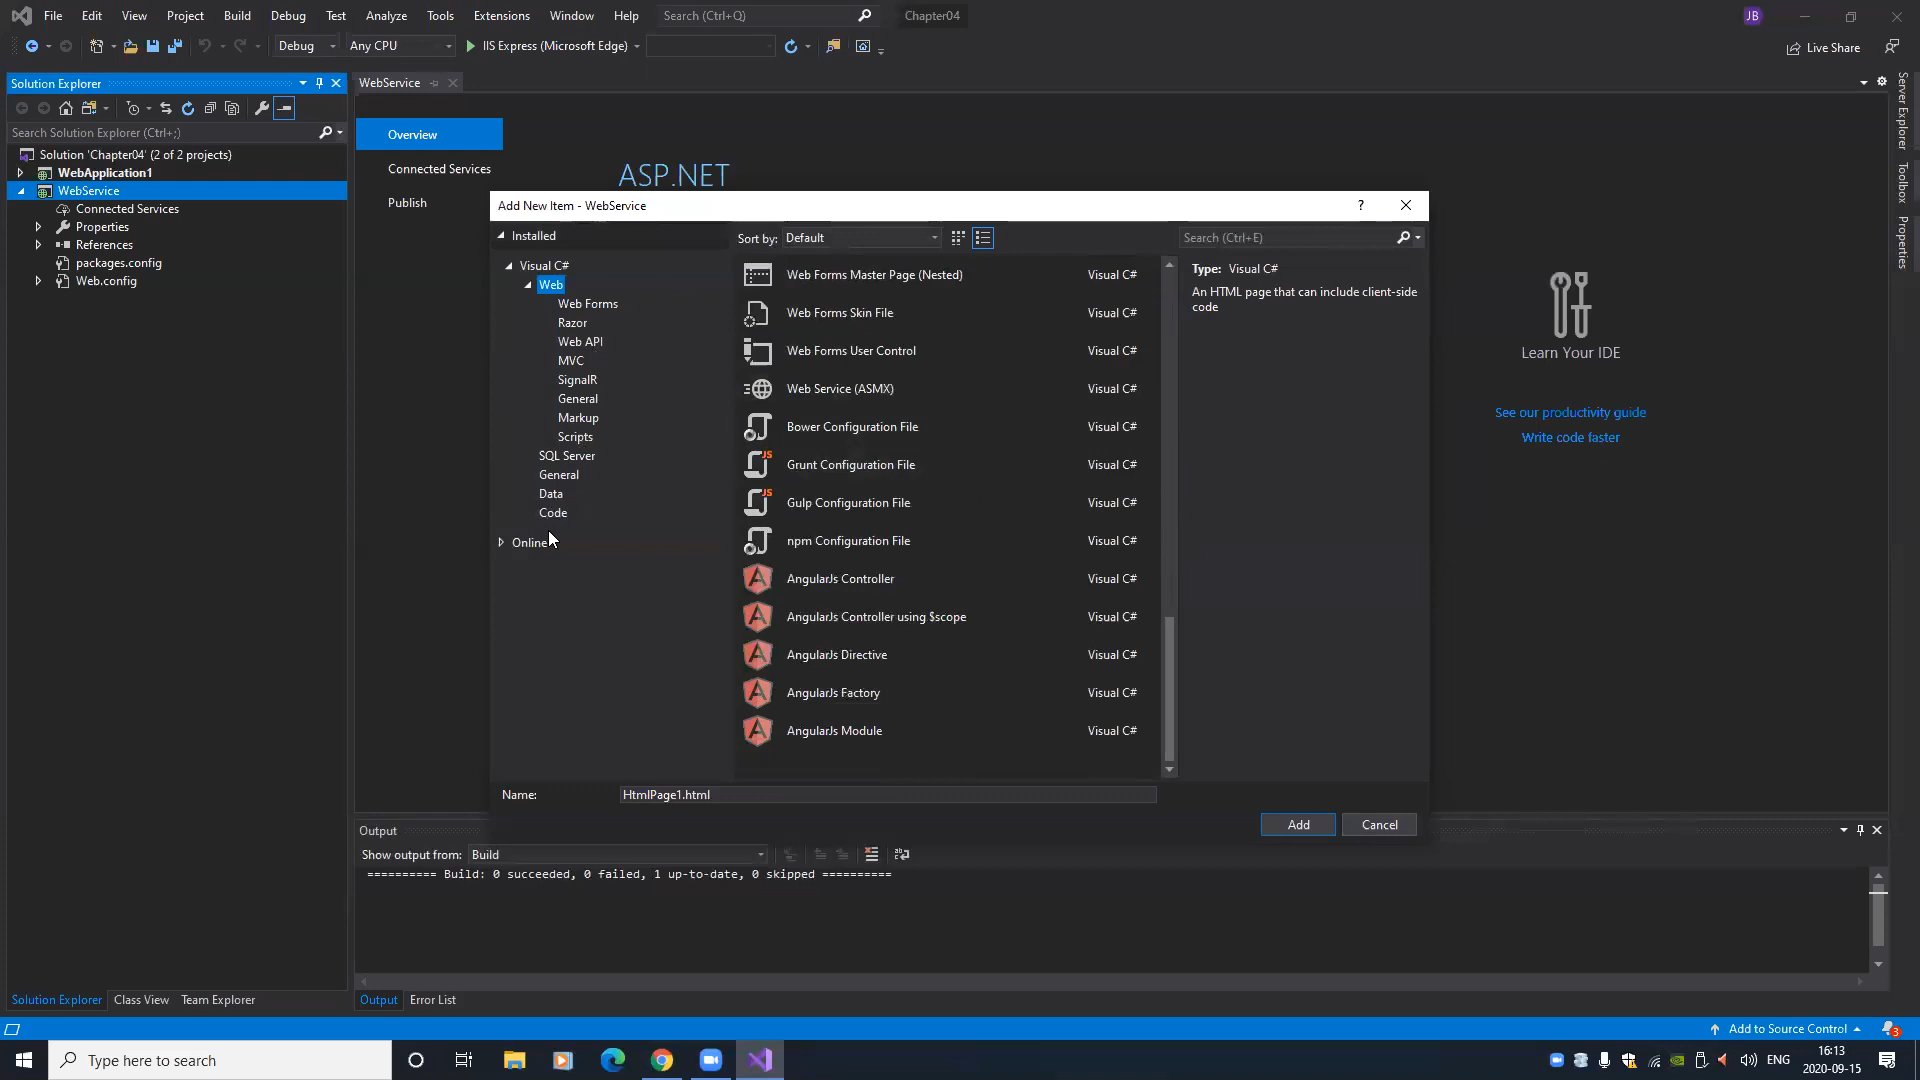 File Edit View Project Build Debug Test Analyze Tools Extensions Window Help Search (Ctrl+Q) Chapter04 JB
Debug Any CPU IIS Express (Microsoft Edge) Live Share
Solution Explorer
Search Solution Explorer (Ctrl+;)
Solution 'Chapter04' (2 of 2 projects)
WebApplication1
WebService
Connected Services
Properties
References
packages.config
Web.config
Solution Explorer Class View Team Explorer
WebService
Overview
Connected Services
Publish
ASP.NET
Add New Item - WebService
?
Installed
Visual C#
Web
Web Forms
Razor
Web API
MVC
SignalR
General
Markup
Scripts
SQL Server
General
Data
Code
Online
Sort by: Default
Search (Ctrl+E)
Web Forms Master Page (Nested) Visual C#
Web Forms Skin File Visual C#
Web Forms User Control Visual C#
Web Service (ASMX) Visual C#
Bower Configuration File Visual C#
Grunt Configuration File Visual C#
Gulp Configuration File Visual C#
npm Configuration File Visual C#
AngularJs Controller Visual C#
AngularJs Controller using $scope Visual C#
AngularJs Directive Visual C#
AngularJs Factory Visual C#
AngularJs Module Visual C#
Type: Visual C#
An HTML page that can include client-side
code
Name: HtmlPage1.html
Add Cancel
Learn Your IDE
See our productivity guide
Write code faster
Server Explorer
Toolbox
Properties
Output
Show output from: Build
========== Build: 0 succeeded, 0 failed, 1 up-to-date, 0 skipped ==========
Output Error List
Add to Source Control 3
Type here to search
ENG
16:13
2020-09-15